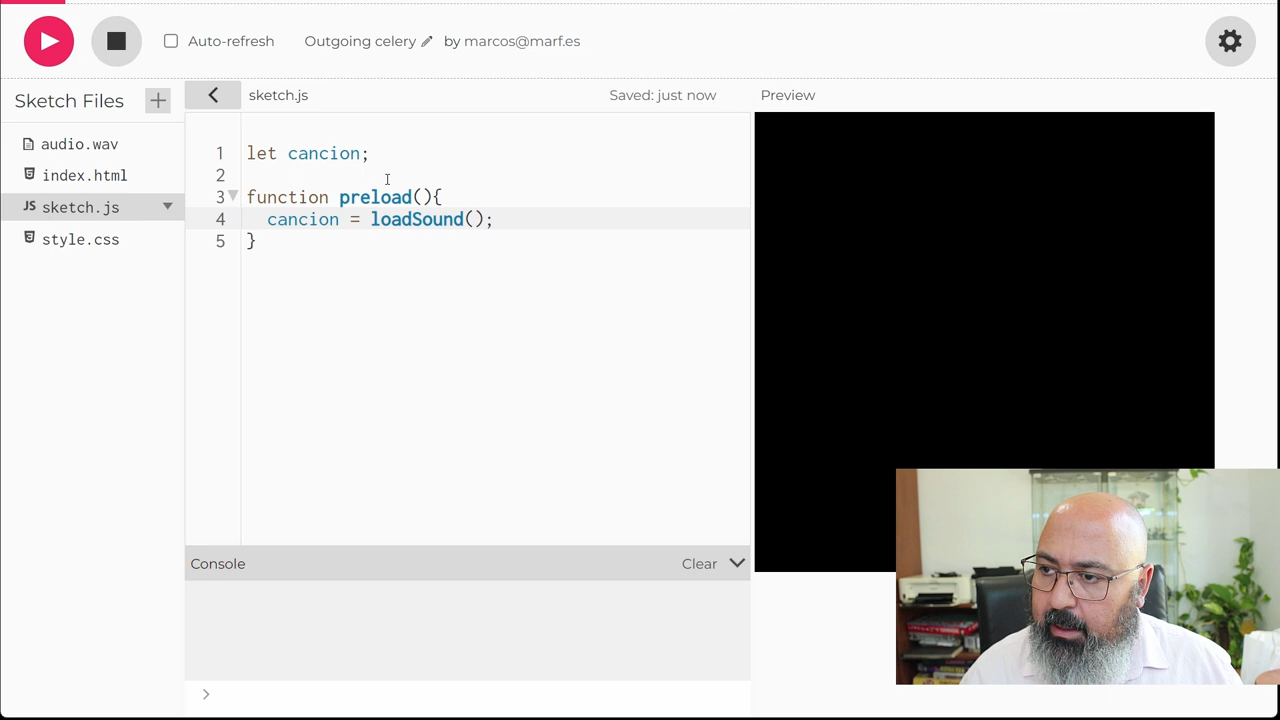 Auto-refresh
Outgoing celery
by marcos@marf.es
Sketch Files
sketch.js
Saved: just now
Preview
audio.wav
index.html
JS sketch.js
style.css
1 let cancion;
2
3 function preload(){
4 cancion = loadSound();
5 }
Console
Clear
>